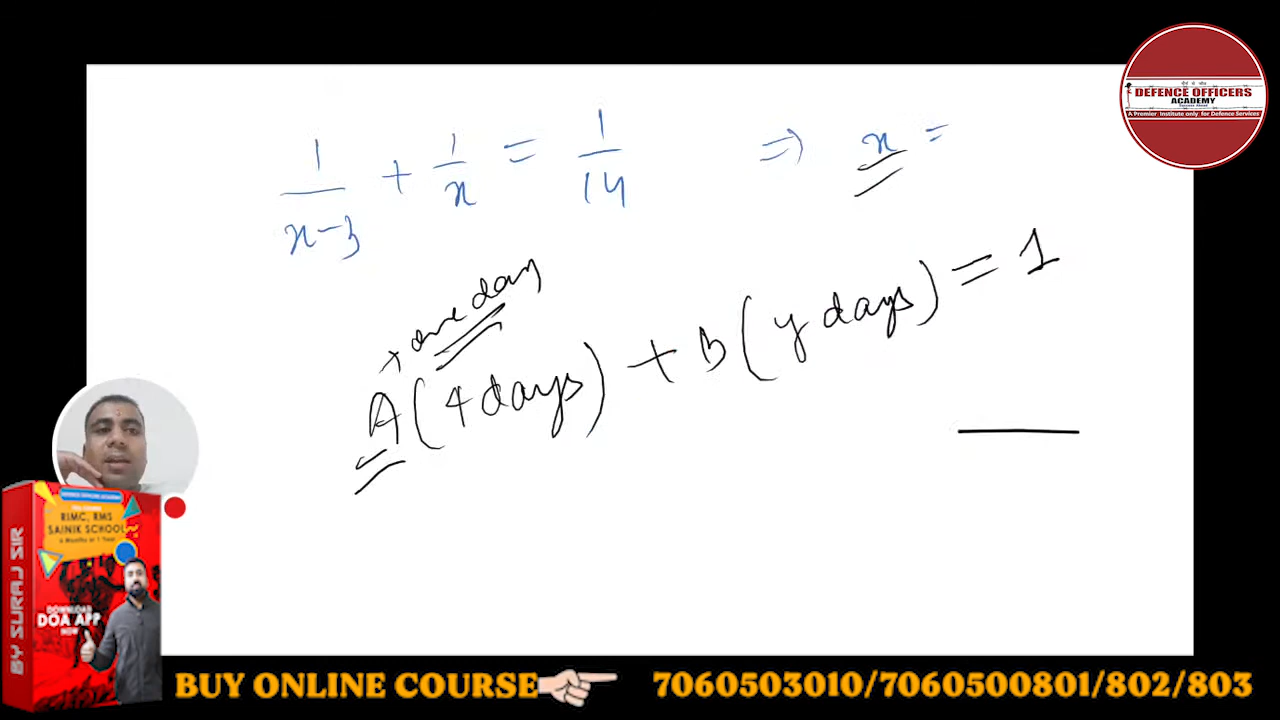 1/(x-3) + 1/x = 1/14 ⇒ x =
× one day
A (4 days) + B (y days) = 1
DEFENCE OFFICERS
ACADEMY
A Premier Institute only for Defence Services
RIMC, RMS
SAINIK SCHOOL
BY SURAJ SIR
DOWNLOAD
DOA APP
NOW
BUY ONLINE COURSE 7060503010/7060500801/802/803